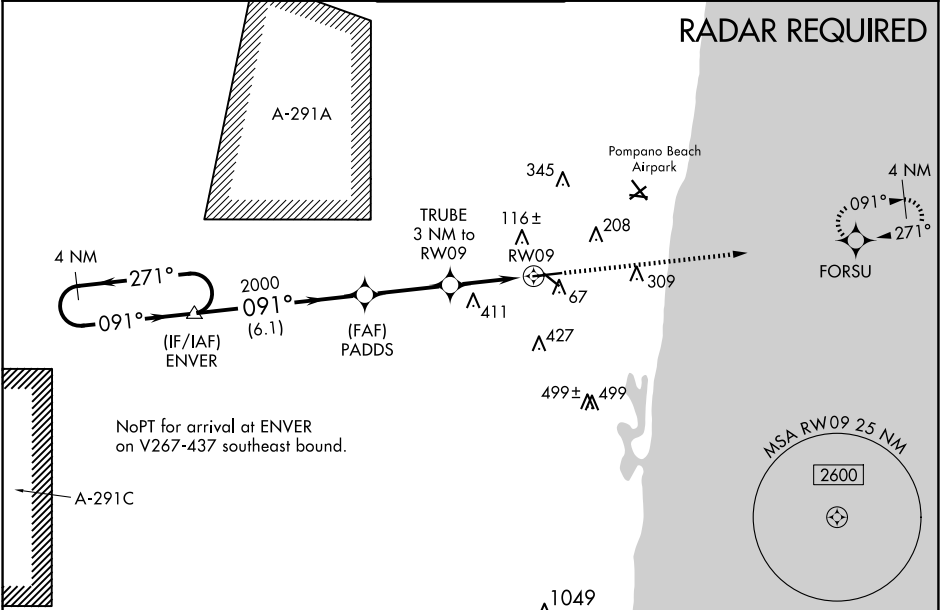 RADAR REQUIRED
A-291A
Pompano Beach
Airpark
345
4 NM
091°
271°
FORSU
TRUBE
3 NM to
RW09
116±
RW09
208
309
67
411
427
499±
499
4 NM
271°
091°
2000
091°
(6.1)
(IF/IAF)
ENVER
(FAF)
PADDS
NoPT for arrival at ENVER
on V267-437 southeast bound.
A-291C
MSA RW09 25 NM
2600
1049